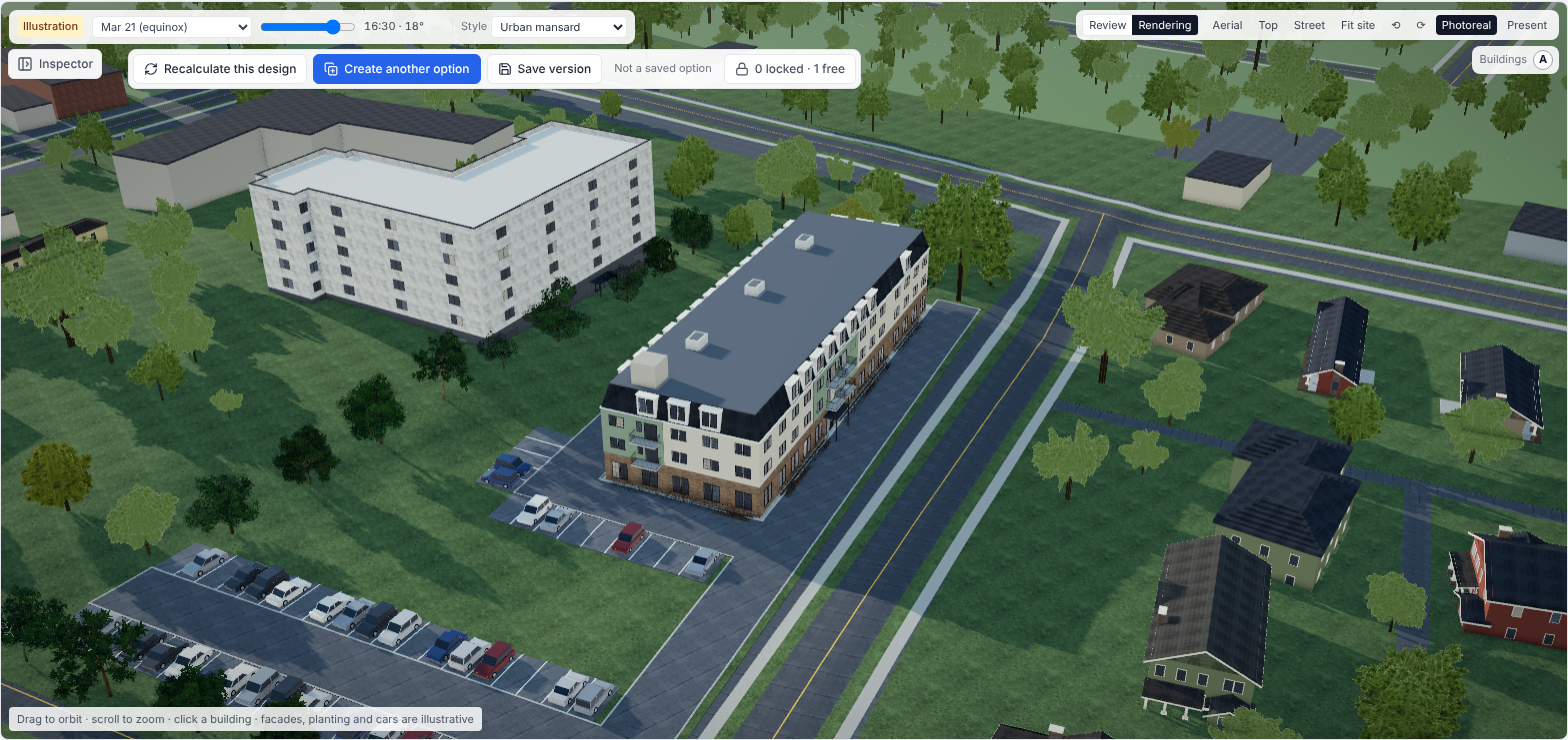 Illustration
Mar 21 (equinox)
16:30 · 18°
Style
Urban mansard
Review
Rendering
Aerial
Top
Street
Fit site
Photoreal
Present
Inspector
Recalculate this design
Create another option
Save version
Not a saved option
0 locked · 1 free
Buildings
A
Drag to orbit · scroll to zoom · click a building · facades, planting and cars are illustrative